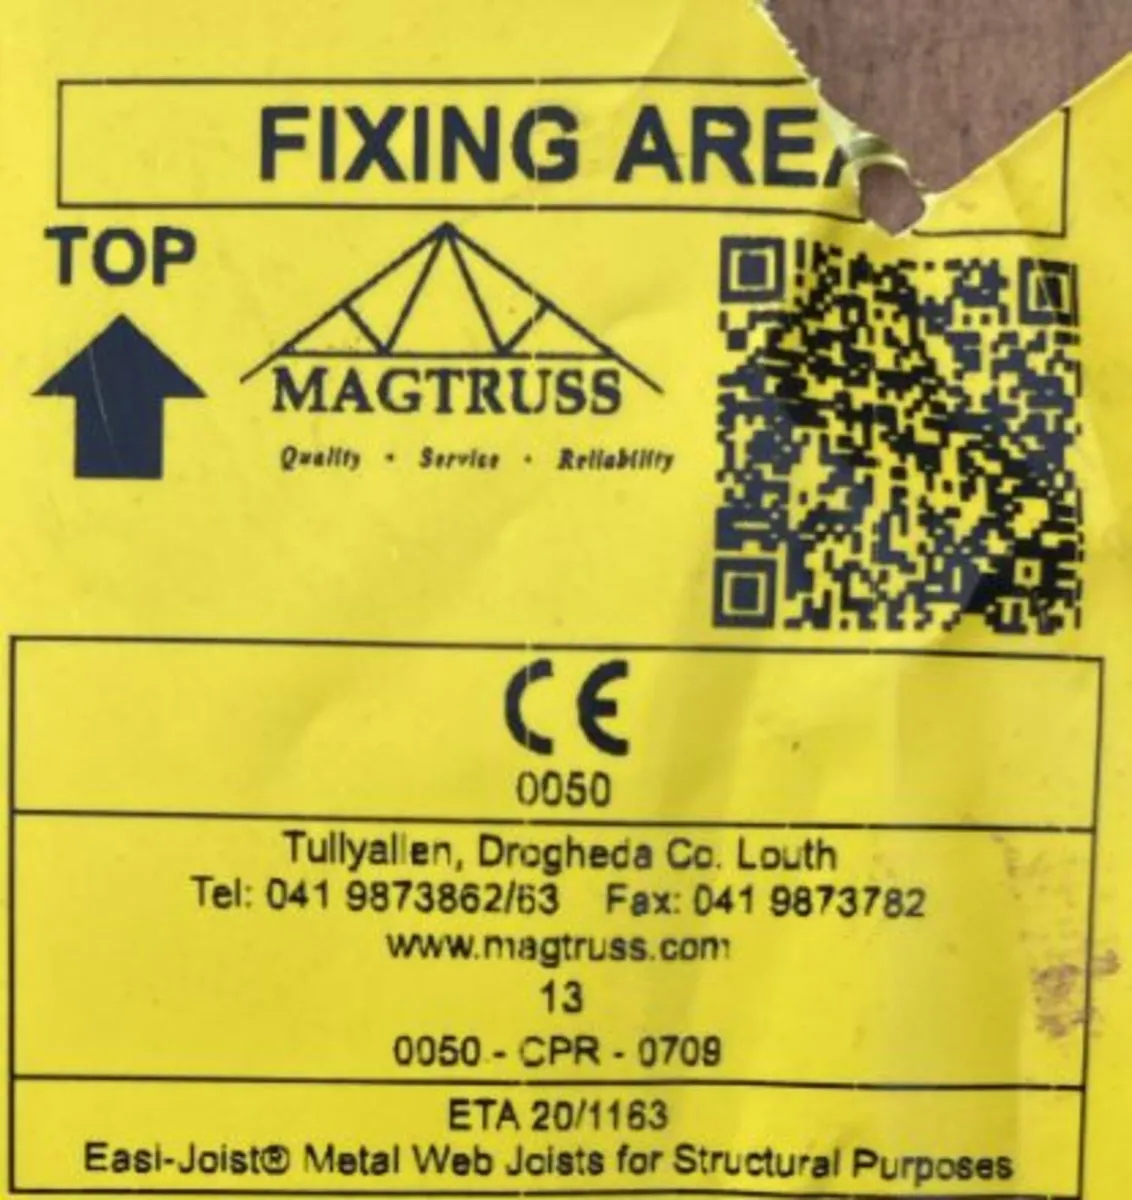 FIXING AREA
TOP
MAGTRUSS
Quality • Service • Reliability
CE
0050
Tullyallen, Drogheda Co. Louth
Tel: 041 9873862/63 Fax: 041 9873782
www.magtruss.com
13
0050 - CPR - 0709
ETA 20/1163
Easi-Joist® Metal Web Joists for Structural Purposes